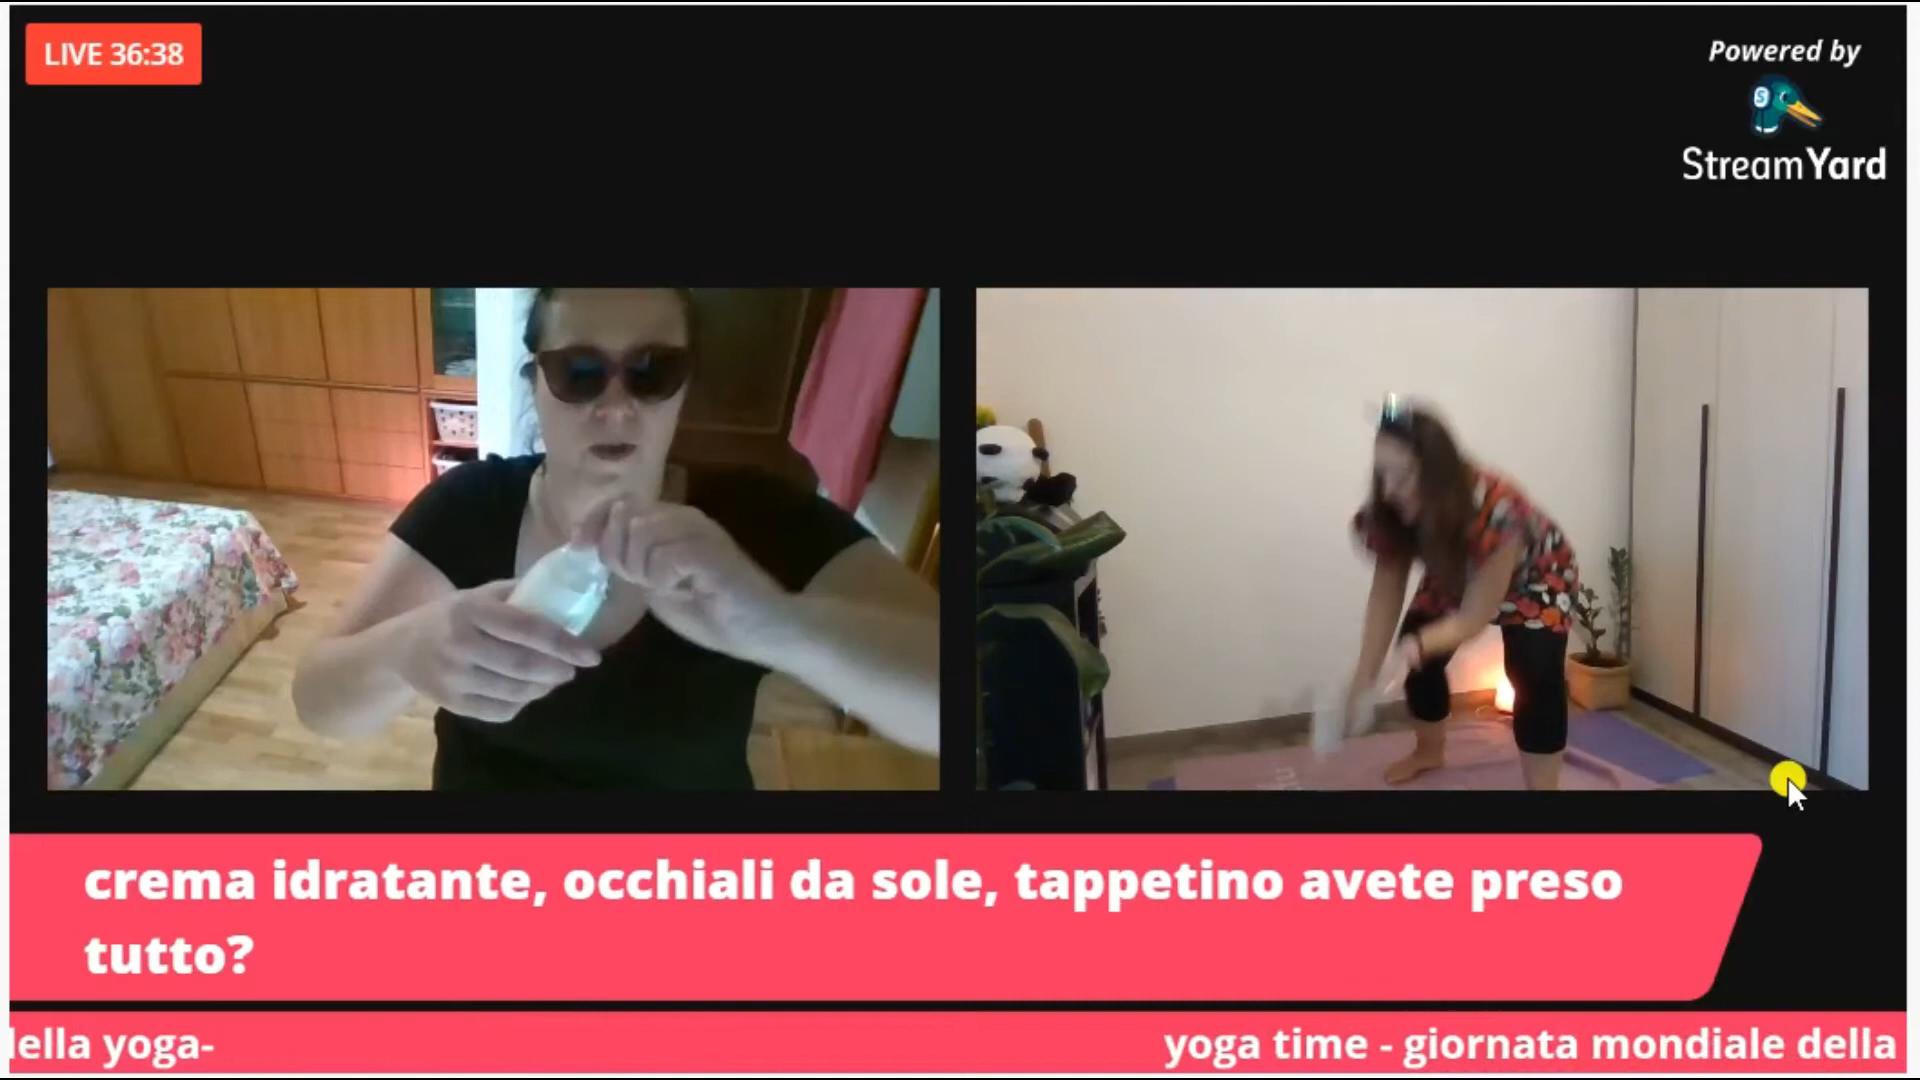 LIVE 36:38
Powered by
StreamYard
crema idratante, occhiali da sole, tappetino avete preso
tutto?
della yoga-
yoga time - giornata mondiale della